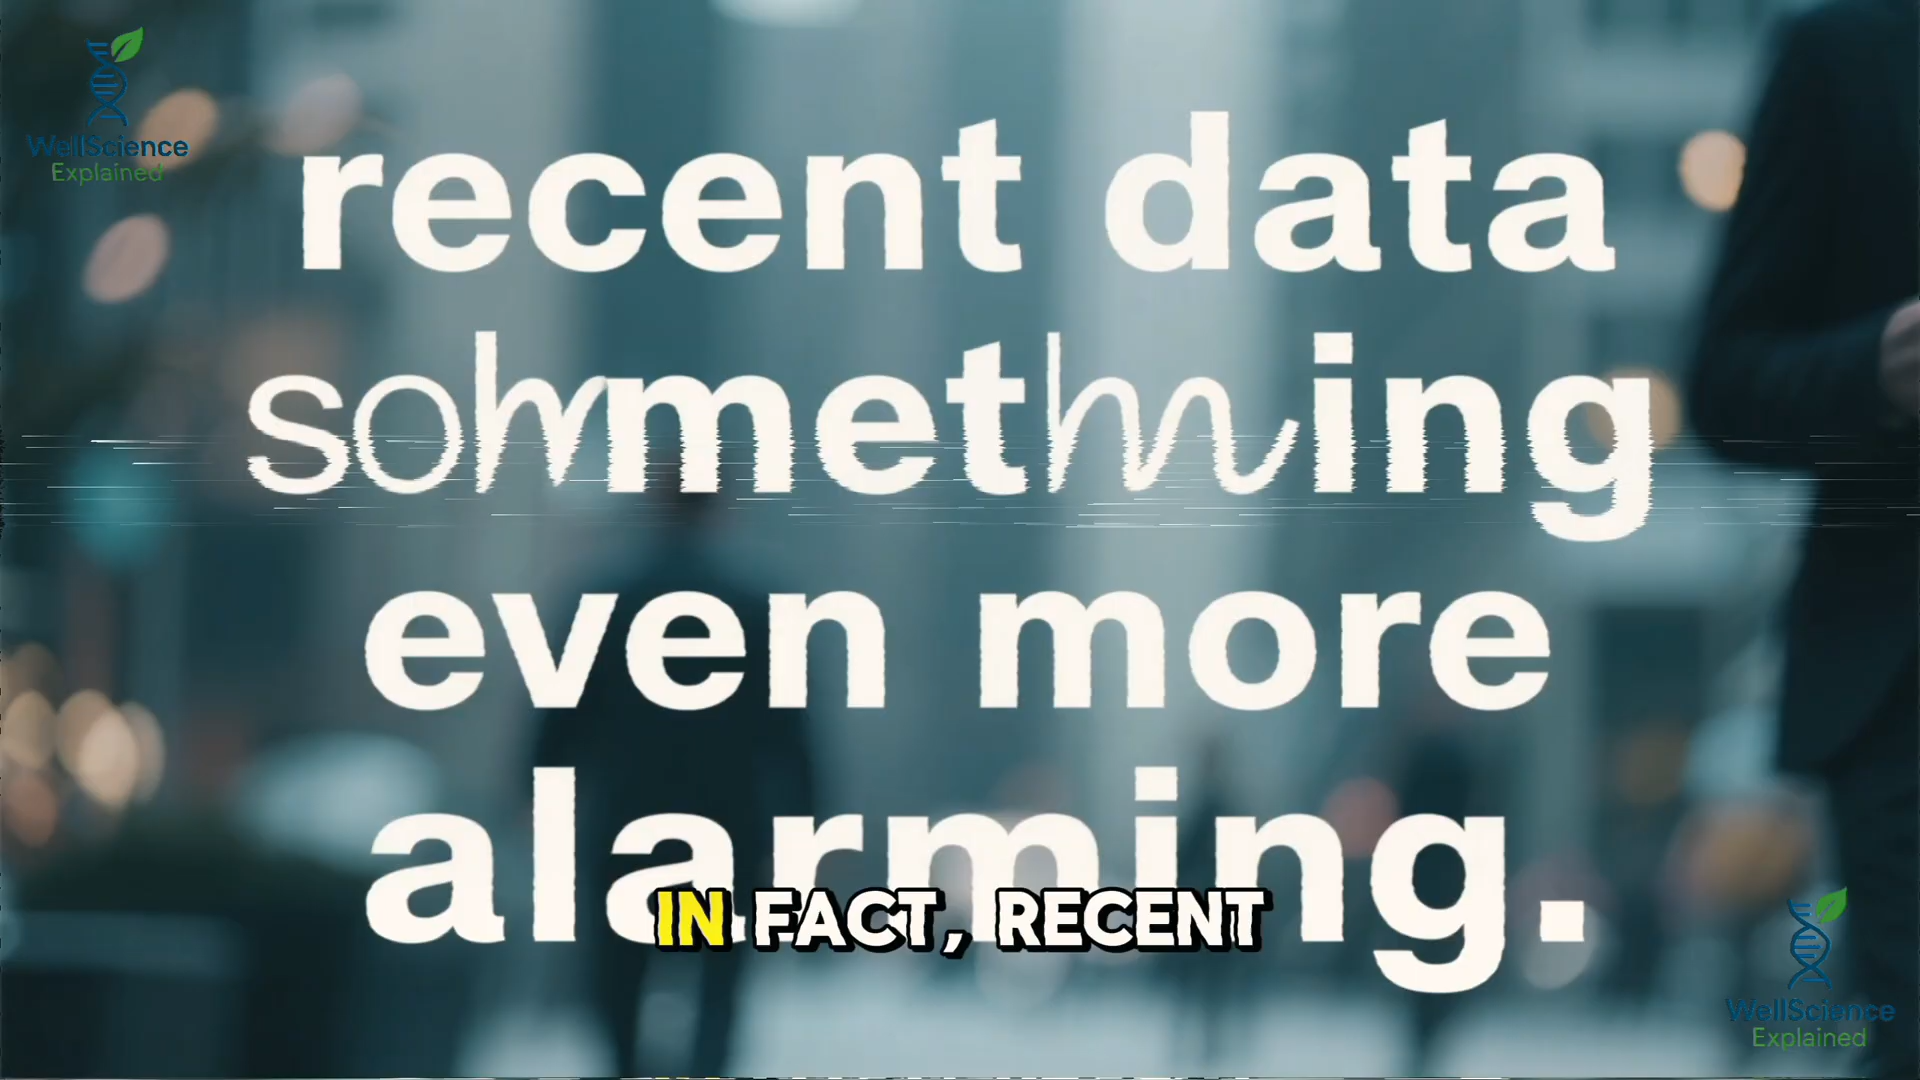 WellScience
Explained
recent data
sohmethming
even more
alarming.
IN FACT, RECENT
WellScience
Explained